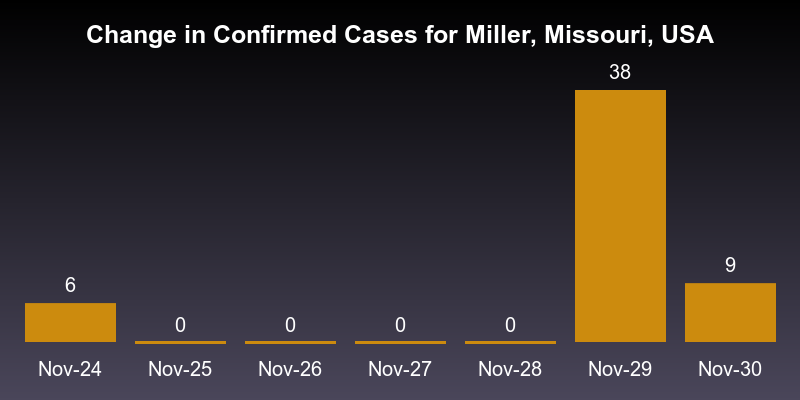 Change in Confirmed Cases for Miller, Missouri, USA
38
9
6
0
0
0
0
Nov-24
Nov-25
Nov-26
Nov-27
Nov-28
Nov-29
Nov-30